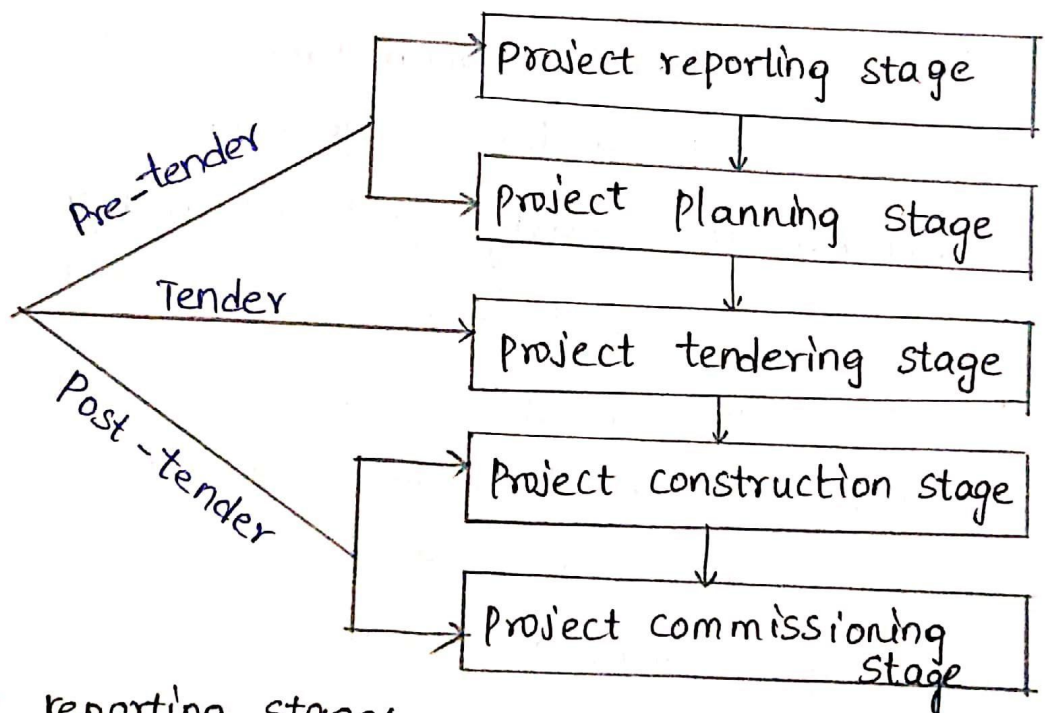 Project reporting stage
Pre-tender
Project Planning Stage
Tender
Project tendering stage
Post-tender
Project construction stage
Project commissioning
Stage
reporting stage: